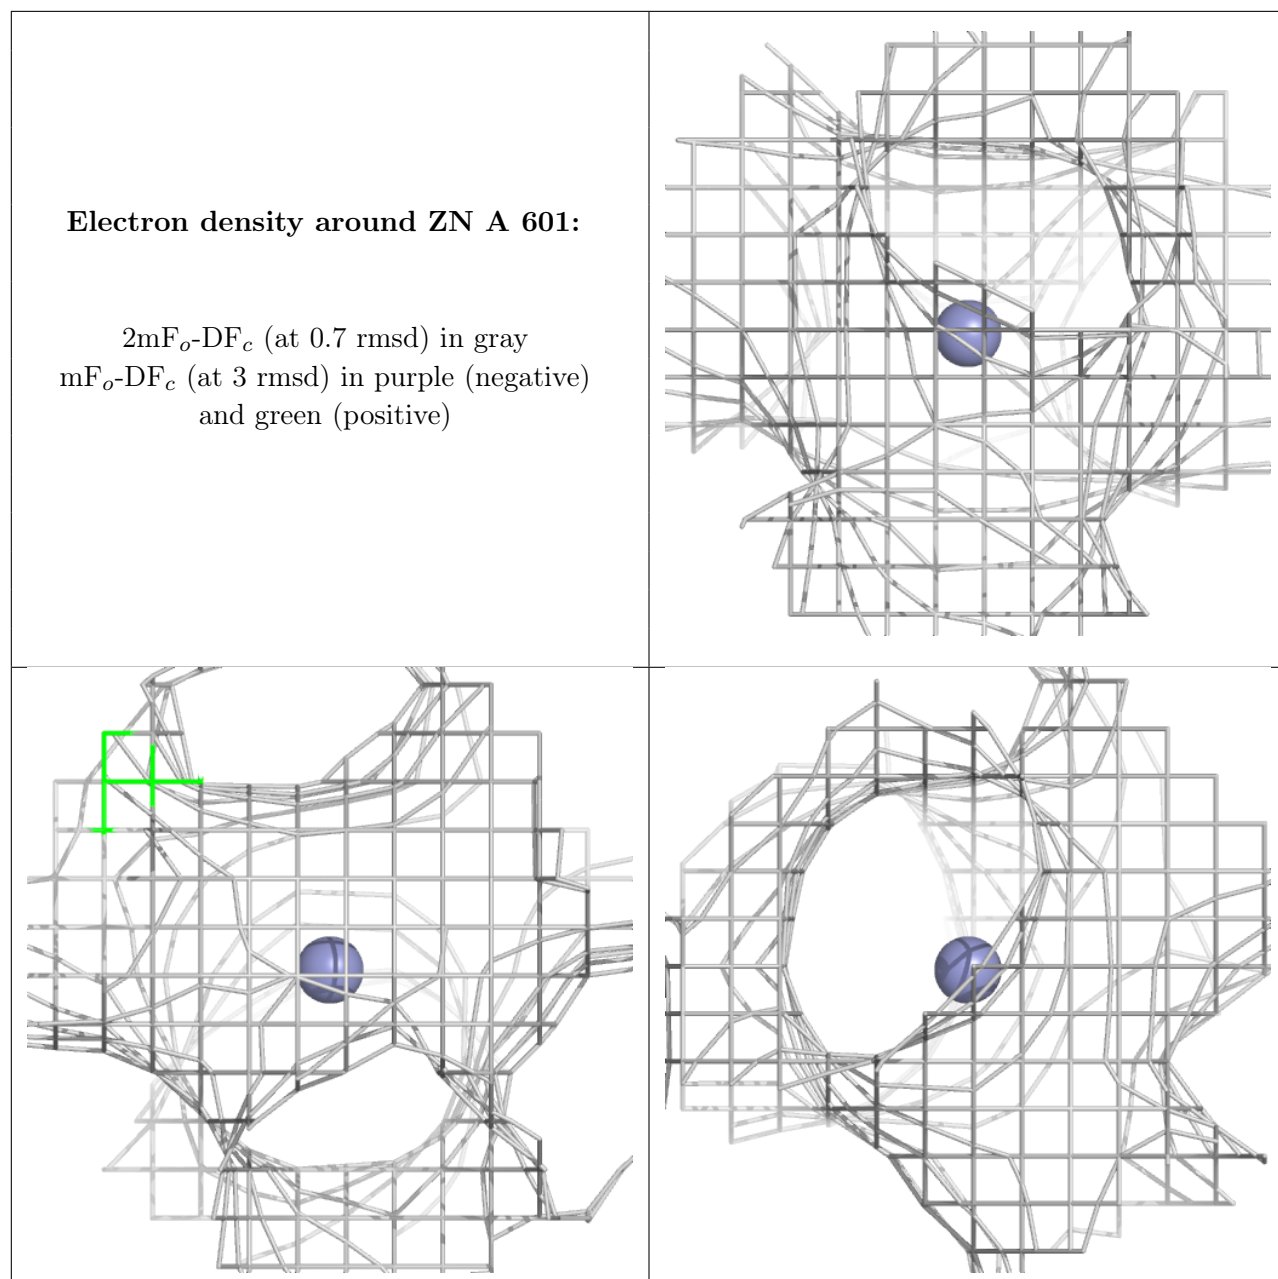 Electron density around ZN A 601:
2mFo-DFc (at 0.7 rmsd) in gray
mFo-DFc (at 3 rmsd) in purple (negative)
and green (positive)